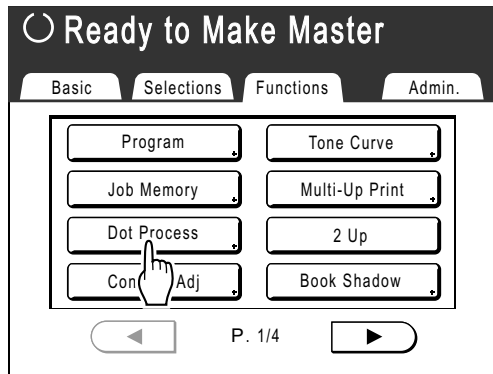 Ready to Make Master
Basic Selections Functions Admin.
Program Tone Curve
Job Memory Multi-Up Print
Dot Process 2 Up
Adj Book Shadow
P. 1/4